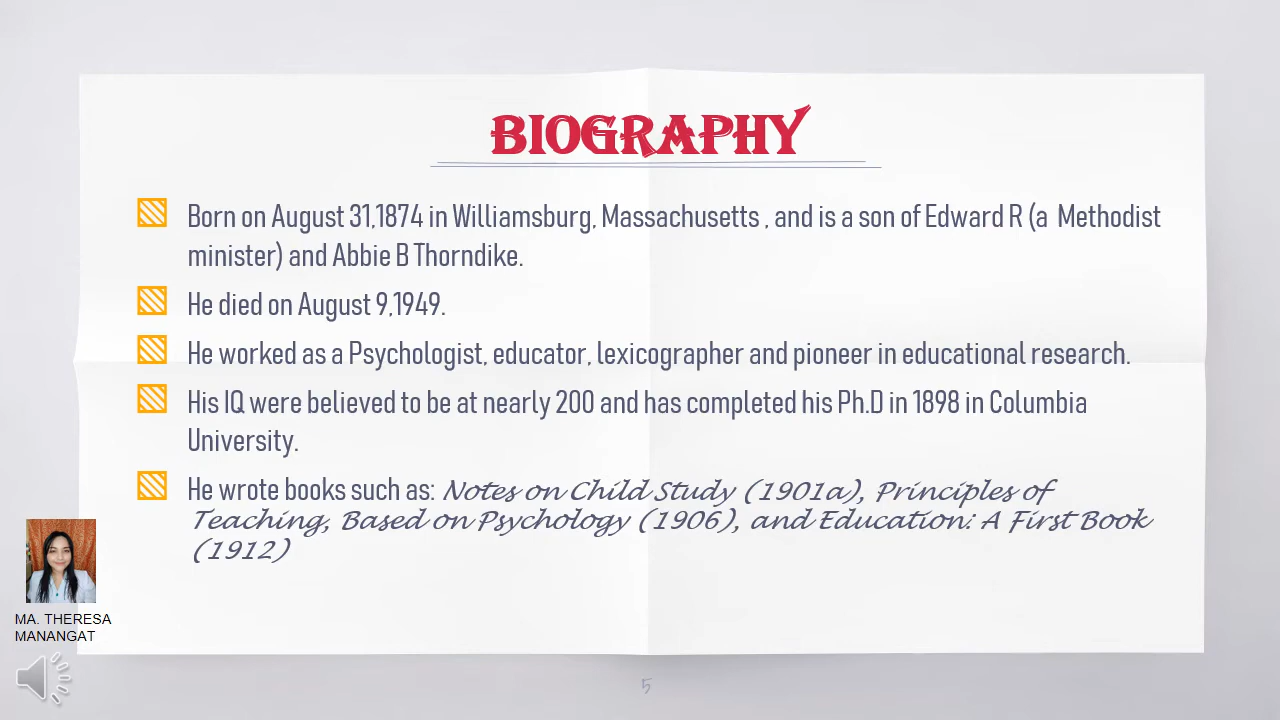 BIOGRAPHY
Born on August 31,1874 in Williamsburg, Massachusetts , and is a son of Edward R (a Methodist
minister) and Abbie B Thorndike.
He died on August 9,1949.
He worked as a Psychologist, educator, lexicographer and pioneer in educational research.
His IQ were believed to be at nearly 200 and has completed his Ph.D in 1898 in Columbia
University.
He wrote books such as: Notes on Child Study (1901a), Principles of
Teaching, Based on Psychology (1906), and Education: A First Book
(1912)
MA. THERESA
MANANGAT
5